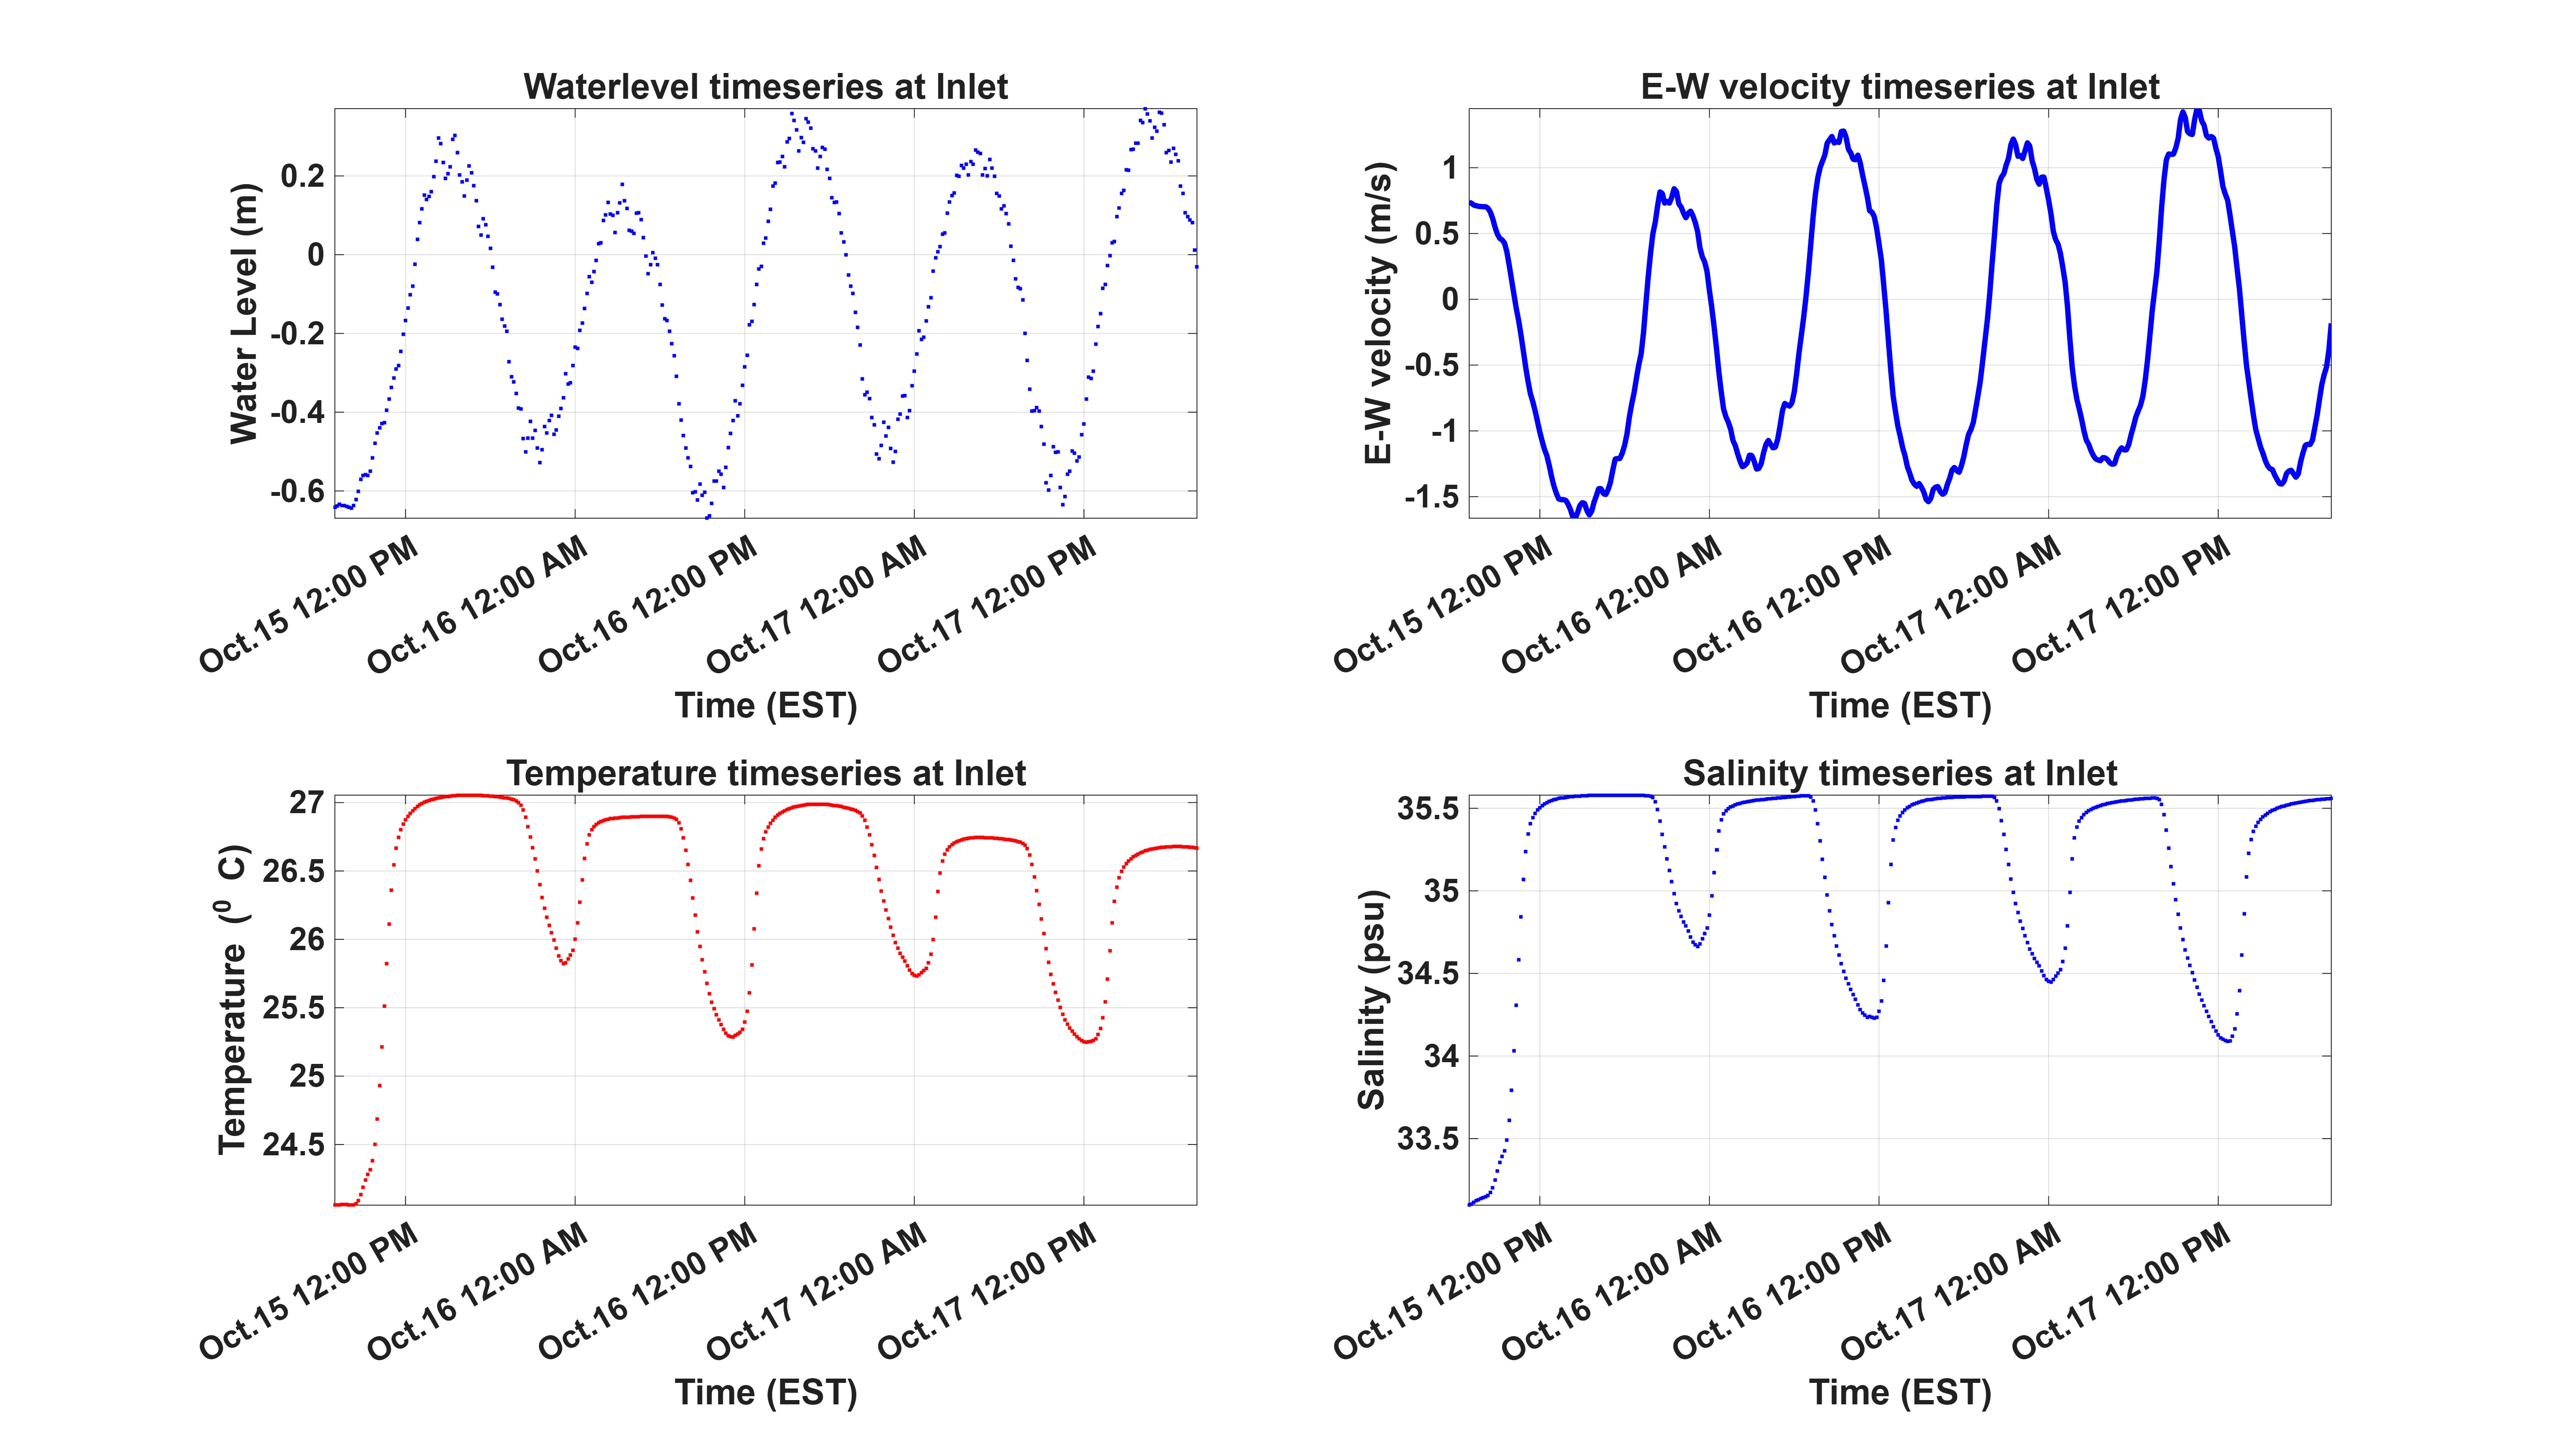 Waterlevel timeseries at Inlet
Water Level (m)
0.2
0
-0.2
-0.4
-0.6
Oct.15 12:00 PM
Oct.16 12:00 AM
Oct.16 12:00 PM
Oct.17 12:00 AM
Oct.17 12:00 PM
Time (EST)
E-W velocity timeseries at Inlet
E-W velocity (m/s)
1
0.5
0
-0.5
-1
-1.5
Oct.15 12:00 PM
Oct.16 12:00 AM
Oct.16 12:00 PM
Oct.17 12:00 AM
Oct.17 12:00 PM
Time (EST)
Temperature timeseries at Inlet
Temperature (⁰ C)
27
26.5
26
25.5
25
24.5
Oct.15 12:00 PM
Oct.16 12:00 AM
Oct.16 12:00 PM
Oct.17 12:00 AM
Oct.17 12:00 PM
Time (EST)
Salinity timeseries at Inlet
Salinity (psu)
35.5
35
34.5
34
33.5
Oct.15 12:00 PM
Oct.16 12:00 AM
Oct.16 12:00 PM
Oct.17 12:00 AM
Oct.17 12:00 PM
Time (EST)